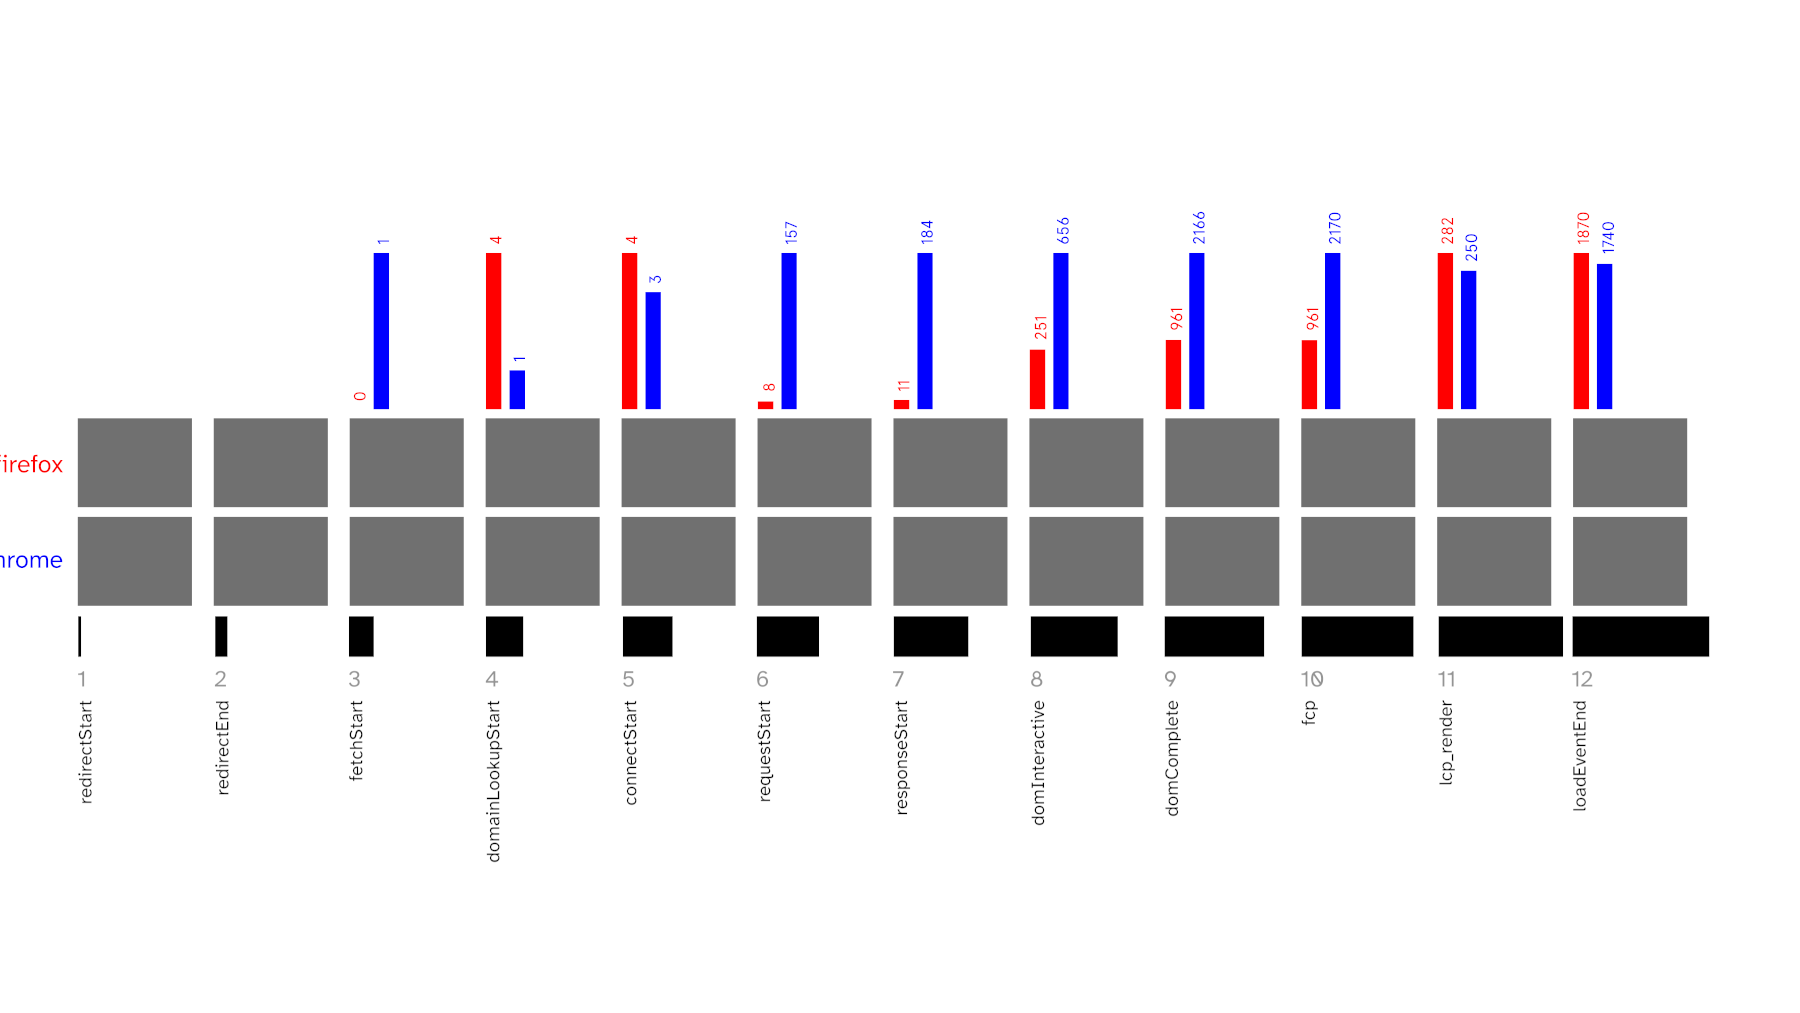 1
4
1
4
3
0
8
157
11
184
251
656
961
2166
961
2170
282
250
1870
1740
firefox
hrome
1 2 3 4 5 6 7 8 9 10 11 12
redirectStart
redirectEnd
fetchStart
domainLookupStart
connectStart
requestStart
responseStart
domInteractive
domComplete
fcp
lcp_render
loadEventEnd